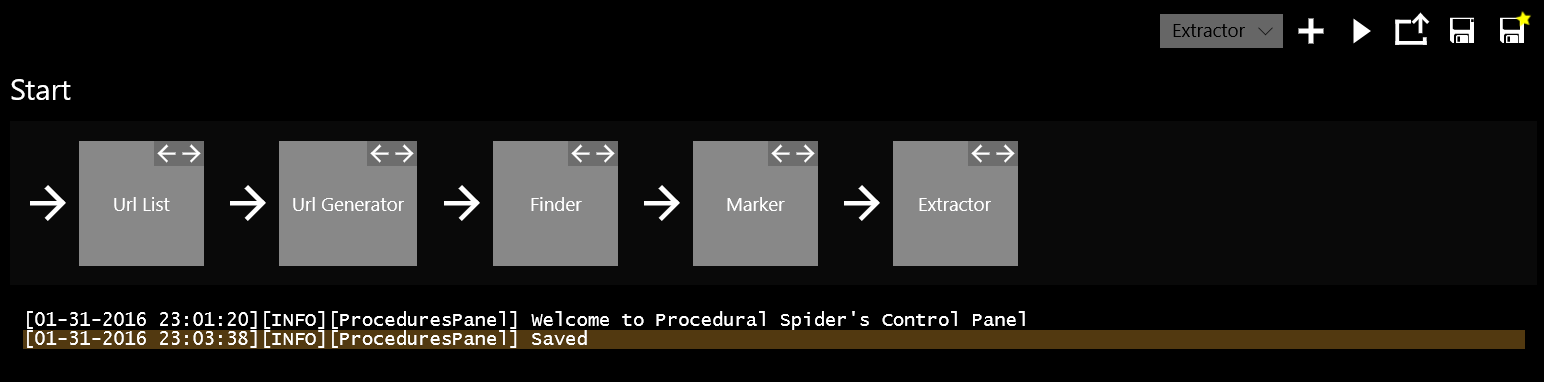 Extractor
Start
Url List
Url Generator
Finder
Marker
Extractor
[01-31-2016 23:01:20][INFO][ProceduresPanel] Welcome to Procedural Spider's Control Panel
[01-31-2016 23:03:38][INFO][ProceduresPanel] Saved